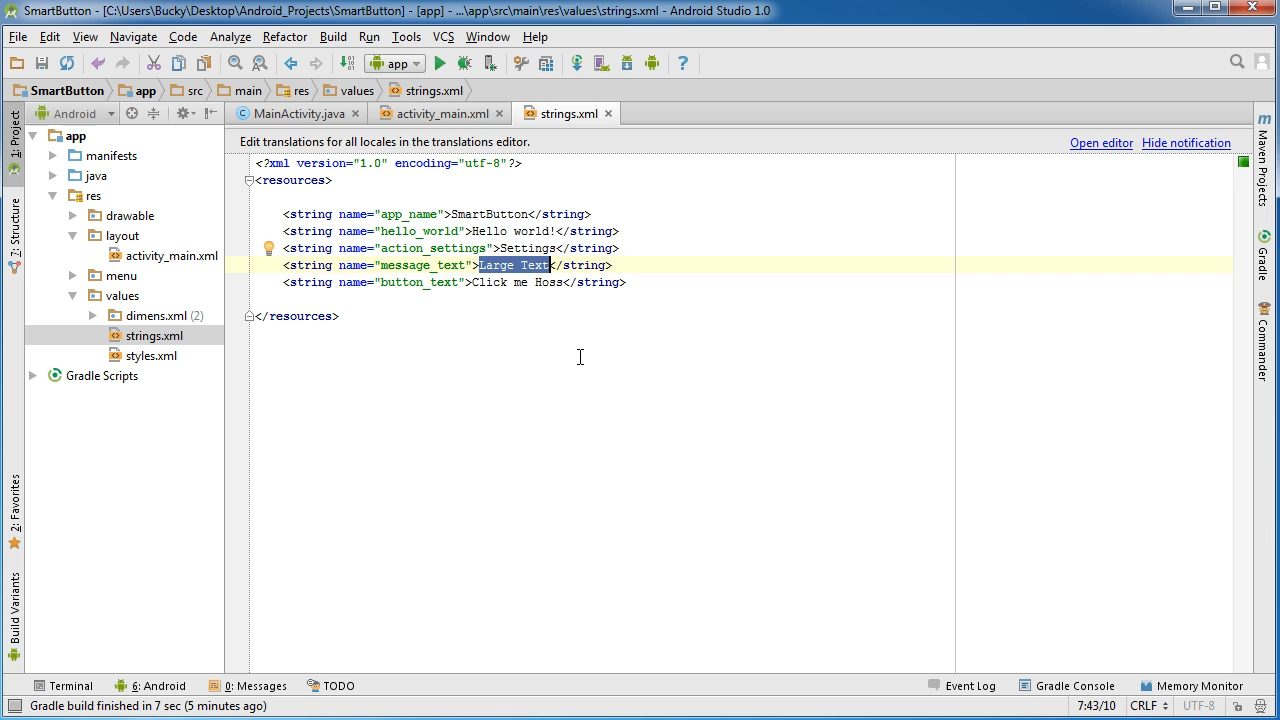 SmartButton - [C:\Users\Bucky\Desktop\Android_Projects\SmartButton] - [app] - ...\app\src\main\res\values\strings.xml - Android Studio 1.0
File Edit View Navigate Code Analyze Refactor Build Run Tools VCS Window Help
app
SmartButton app src main res values strings.xml
Android MainActivity.java activity_main.xml strings.xml
1: Project
7: Structure
2: Favorites
Build Variants
app
manifests
java
res
drawable
layout
activity_main.xml
menu
values
dimens.xml (2)
strings.xml
styles.xml
Gradle Scripts
Edit translations for all locales in the translations editor. Open editor Hide notification
<?xml version="1.0" encoding="utf-8"?>
<resources>
<string name="app_name">SmartButton</string>
<string name="hello_world">Hello world!</string>
<string name="action_settings">Settings</string>
<string name="message_text">Large Text</string>
<string name="button_text">Click me Hoss</string>
</resources>
m Maven Projects
Gradle
Commander
Terminal 6: Android 0: Messages TODO Event Log Gradle Console Memory Monitor
Gradle build finished in 7 sec (5 minutes ago) 7:43/10 CRLF UTF-8